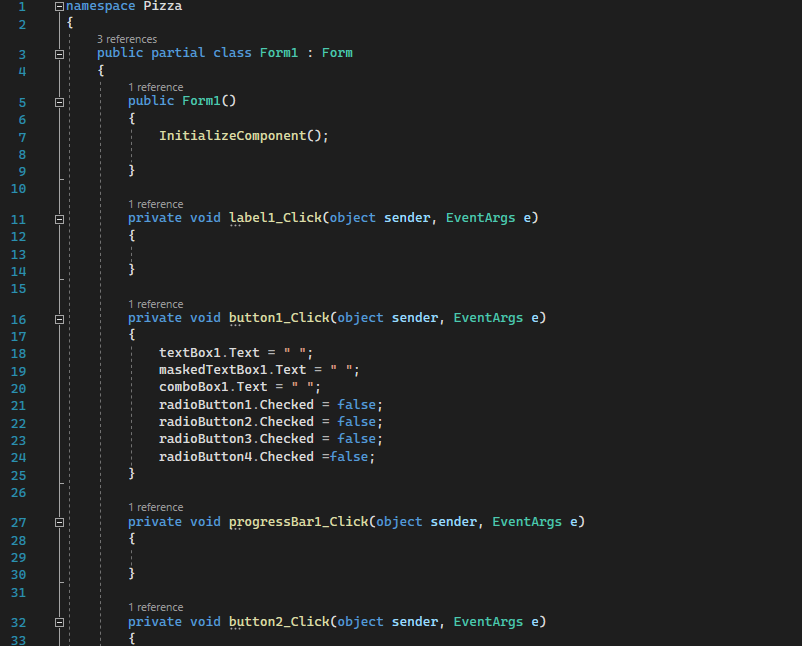 1 namespace Pizza
2 {
3 references
3 public partial class Form1 : Form
4 {
1 reference
5 public Form1()
6 {
7 InitializeComponent();
8
9 }
10
1 reference
11 private void label1_Click(object sender, EventArgs e)
12 {
13
14 }
15
1 reference
16 private void button1_Click(object sender, EventArgs e)
17 {
18 textBox1.Text = " ";
19 maskedTextBox1.Text = " ";
20 comboBox1.Text = " ";
21 radioButton1.Checked = false;
22 radioButton2.Checked = false;
23 radioButton3.Checked = false;
24 radioButton4.Checked =false;
25 }
26
1 reference
27 private void progressBar1_Click(object sender, EventArgs e)
28 {
29
30 }
31
1 reference
32 private void button2_Click(object sender, EventArgs e)
33 {